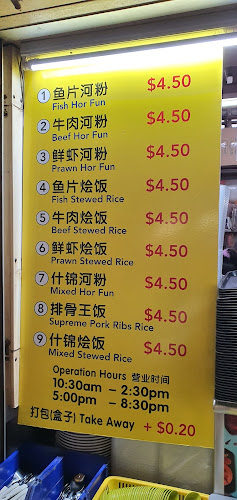 1 鱼片河粉 $4.50
Fish Hor Fun
2 牛肉河粉 $4.50
Beef Hor Fun
3 鲜虾河粉 $4.50
Prawn Hor Fun
4 鱼片烩饭 $4.50
Fish Stewed Rice
5 牛肉烩饭 $4.50
Beef Stewed Rice
6 鲜虾烩饭 $4.50
Prawn Stewed Rice
7 什锦河粉 $4.50
Mixed Hor Fun
8 排骨王饭 $4.50
Supreme Pork Ribs Rice
9 什锦烩饭 $4.50
Mixed Stewed Rice
Operation Hours 营业时间
10:30am – 2:30pm
5:00pm – 8:30pm
打包(盒子) Take Away + $0.20